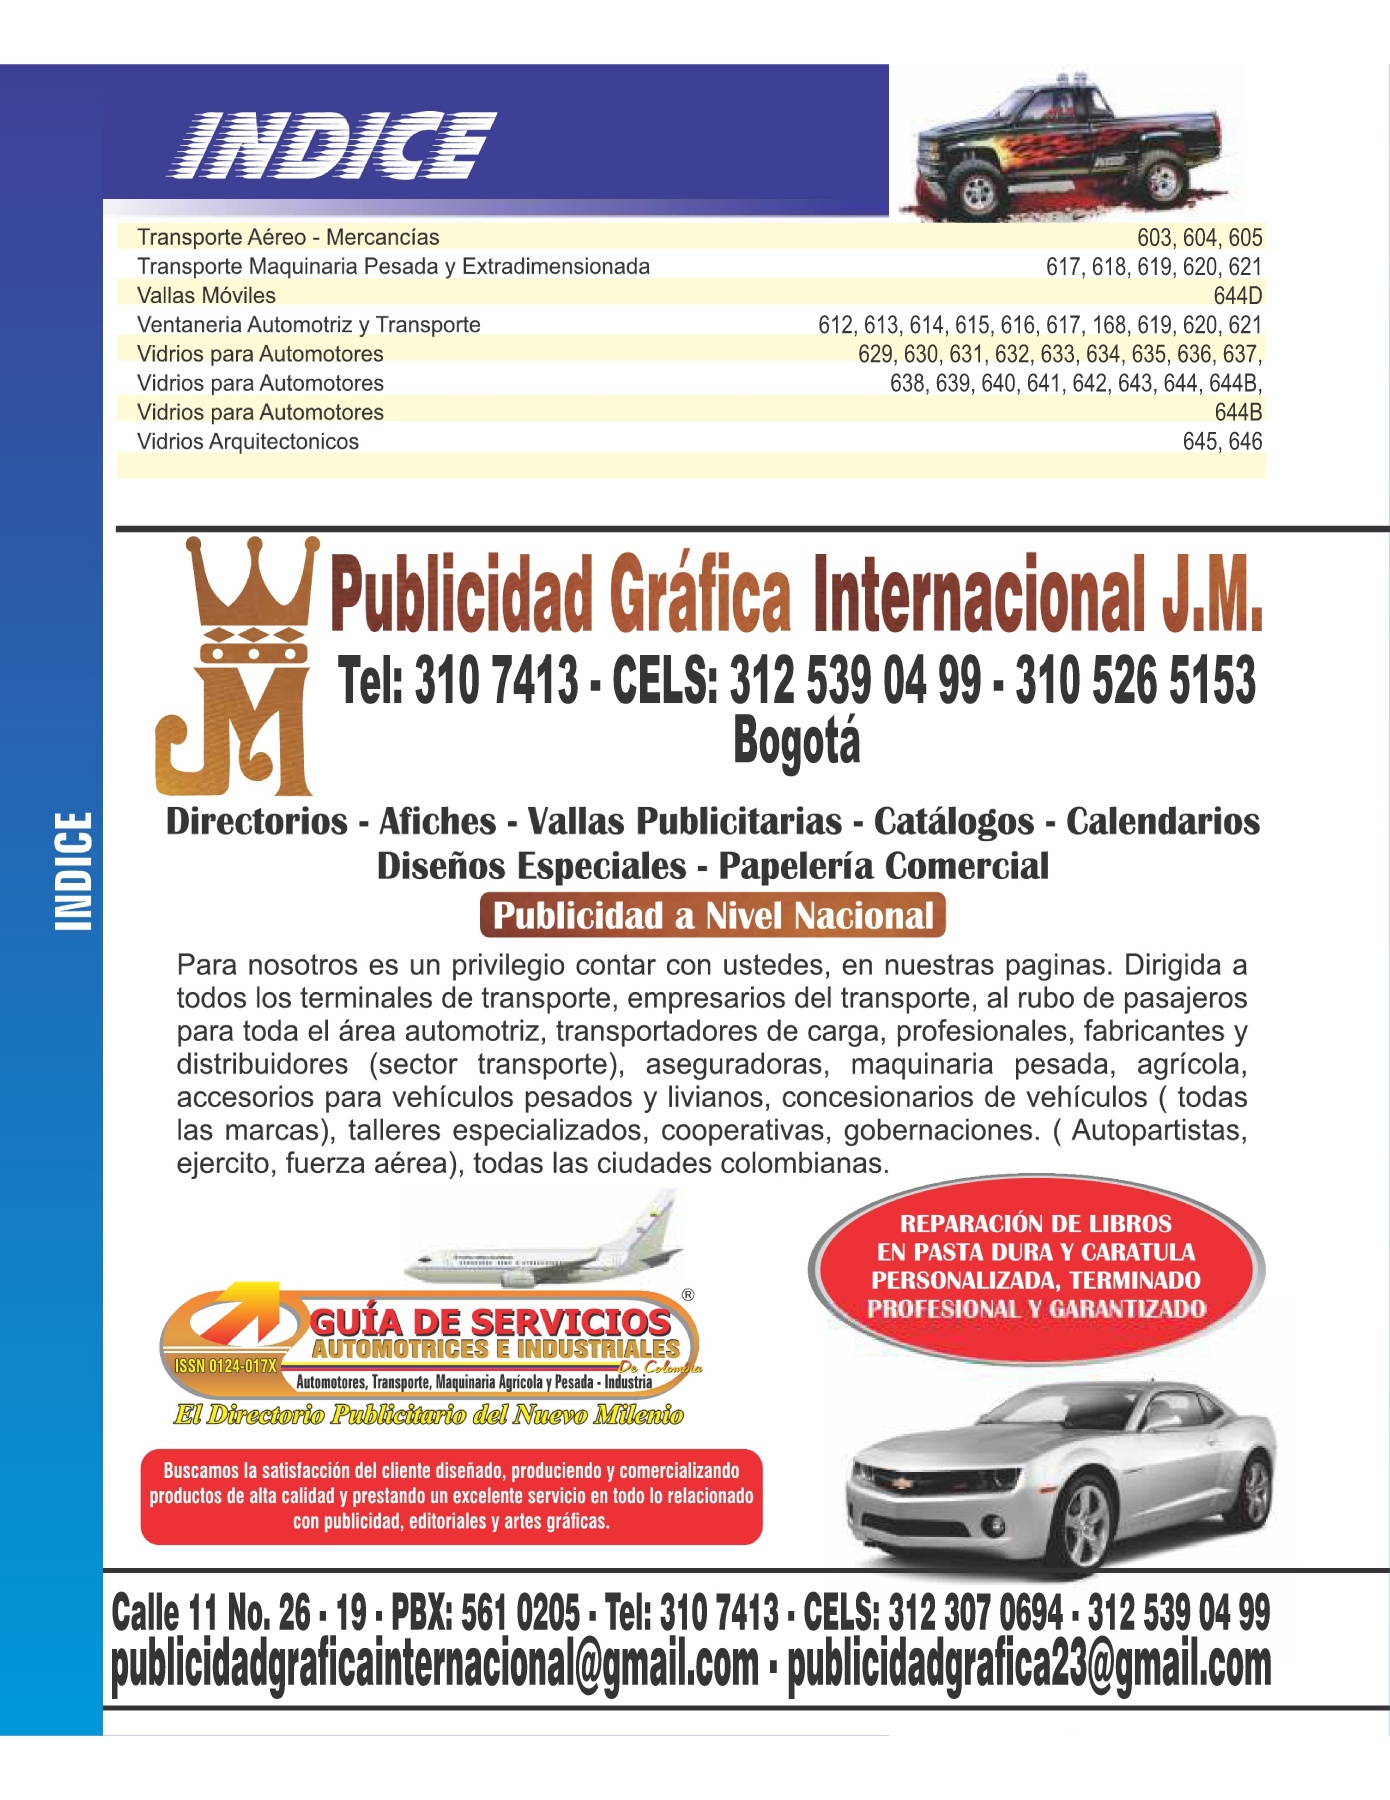 INDICE
Transporte Aéreo - Mercancías 603, 604, 605
Transporte Maquinaria Pesada y Extradimensionada 617, 618, 619, 620, 621
Vallas Móviles 644D
Ventaneria Automotriz y Transporte 612, 613, 614, 615, 616, 617, 168, 619, 620, 621
Vidrios para Automotores 629, 630, 631, 632, 633, 634, 635, 636, 637,
Vidrios para Automotores 638, 639, 640, 641, 642, 643, 644, 644B,
Vidrios para Automotores 644B
Vidrios Arquitectonicos 645, 646
INDICE
JM
Publicidad Gráfica Internacional J.M.
Tel: 310 7413 - CELS: 312 539 04 99 - 310 526 5153
Bogotá
Directorios - Afiches - Vallas Publicitarias - Catálogos - Calendarios
Diseños Especiales - Papelería Comercial
Publicidad a Nivel Nacional
Para nosotros es un privilegio contar con ustedes, en nuestras paginas. Dirigida a
todos los terminales de transporte, empresarios del transporte, al rubo de pasajeros
para toda el área automotriz, transportadores de carga, profesionales, fabricantes y
distribuidores (sector transporte), aseguradoras, maquinaria pesada, agrícola,
accesorios para vehículos pesados y livianos, concesionarios de vehículos ( todas
las marcas), talleres especializados, cooperativas, gobernaciones. ( Autopartistas,
ejercito, fuerza aérea), todas las ciudades colombianas.
®
GUÍA DE SERVICIOS
AUTOMOTRICES E INDUSTRIALES
De Colombia
ISSN 0124-017X
Automotores, Transporte, Maquinaria Agrícola y Pesada - Industria
El Directorio Publicitario del Nuevo Milenio
REPARACIÓN DE LIBROS
EN PASTA DURA Y CARATULA
PERSONALIZADA, TERMINADO
PROFESIONAL Y GARANTIZADO
Buscamos la satisfacción del cliente diseñado, produciendo y comercializando
productos de alta calidad y prestando un excelente servicio en todo lo relacionado
con publicidad, editoriales y artes gráficas.
Calle 11 No. 26 - 19 - PBX: 561 0205 - Tel: 310 7413 - CELS: 312 307 0694 - 312 539 04 99
publicidadgraficainternacional@gmail.com - publicidadgrafica23@gmail.com